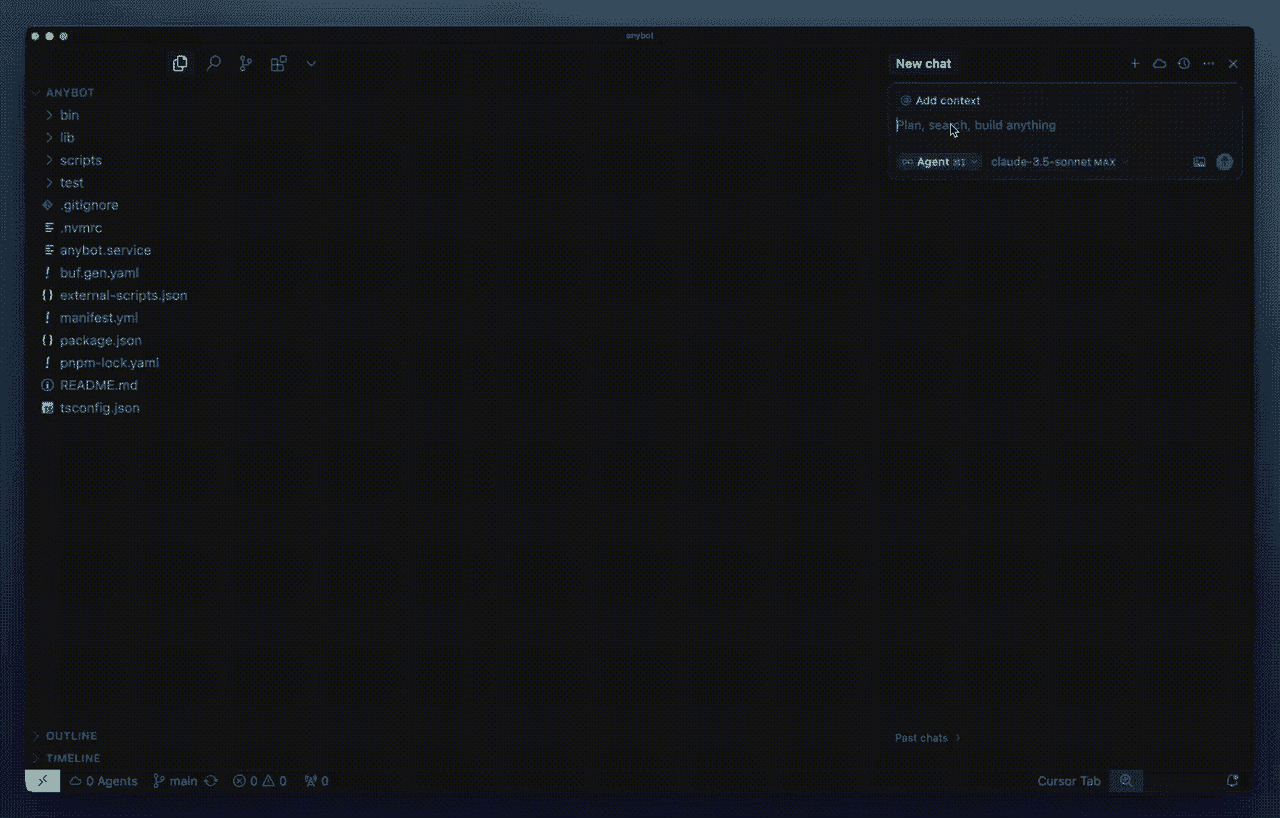 anybot
ANYBOT
bin
lib
scripts
test
.gitignore
.nvmrc
anybot.service
buf.gen.yaml
external-scripts.json
manifest.yml
package.json
pnpm-lock.yaml
README.md
tsconfig.json
OUTLINE
TIMELINE
New chat
Add context
Plan, search, build anything
Agent ⌘I claude-3.5-sonnet MAX
Past chats
0 Agents main 0 0 0 Cursor Tab